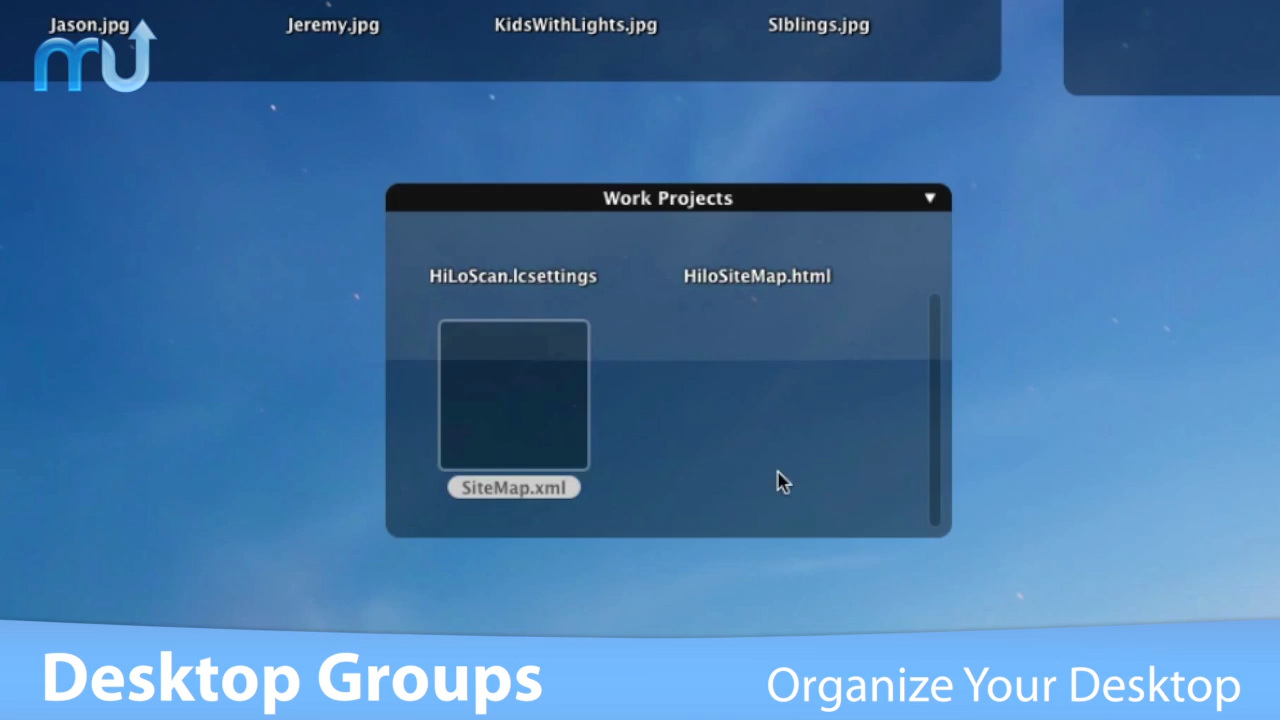 Jason.jpg Jeremy.jpg KidsWithLights.jpg SIblings.jpg
mu
Work Projects
HiLoScan.lcsettings HiloSiteMap.html
SiteMap.xml
Desktop Groups Organize Your Desktop